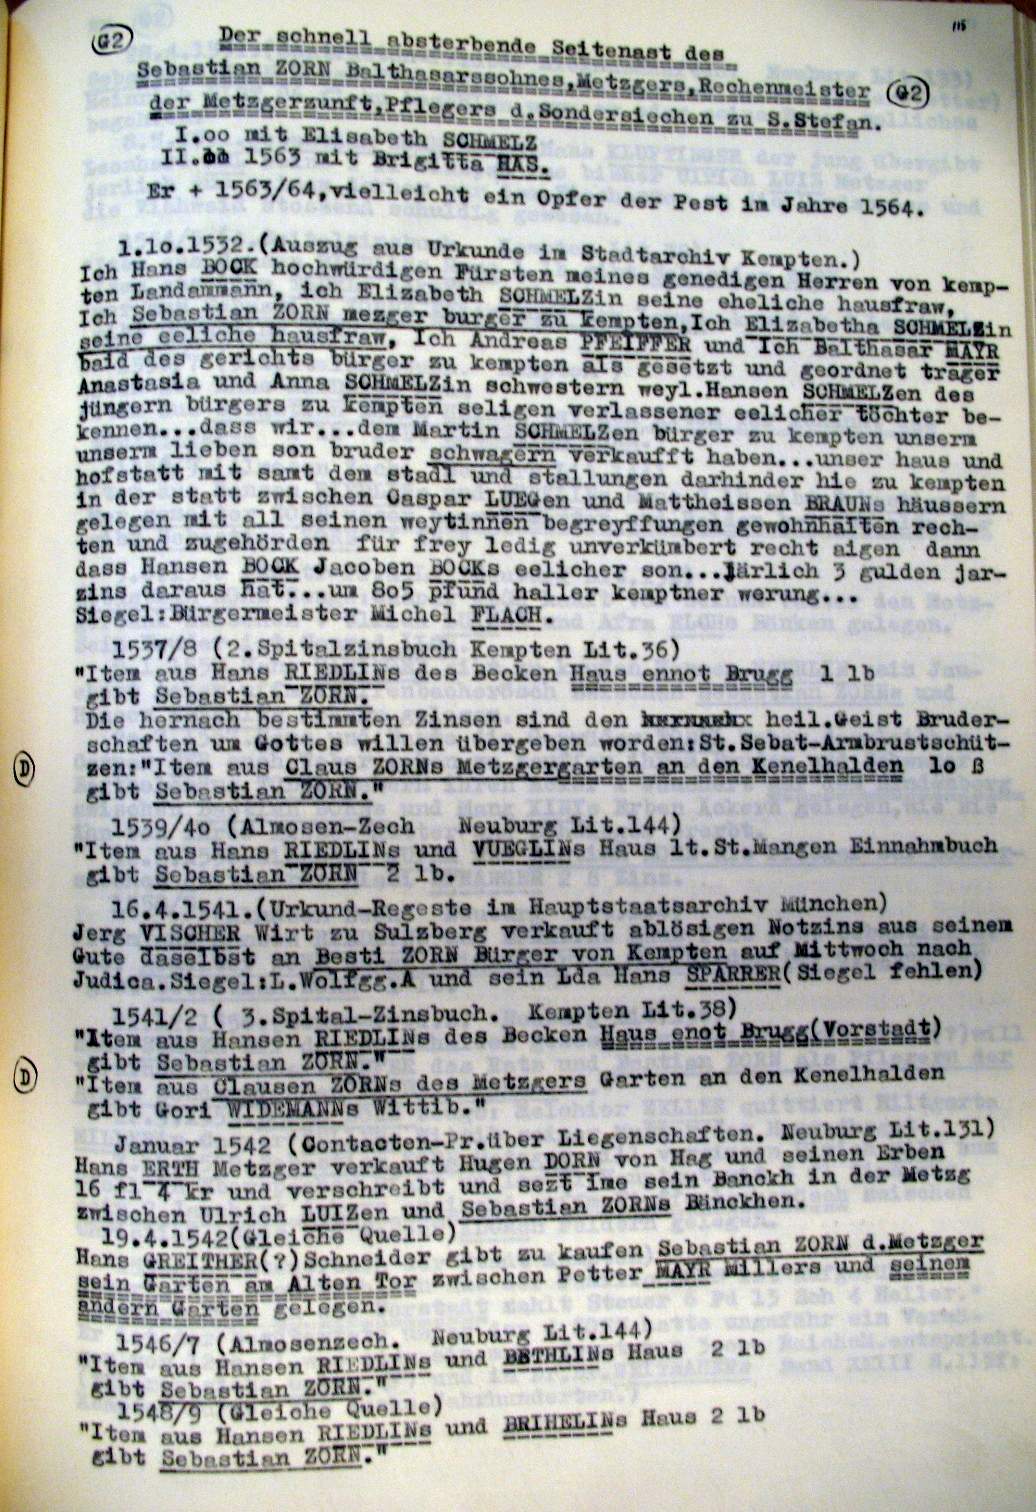 115
G2 Der schnell absterbende Seitenast des
Sebastian ZORN Balthasarssohnes,Metzgers,Rechenmeister G2
der Metzgerzunft,Pflegers d.Sondersiechen zu S.Stefan.
I.oo mit Elisabeth SCHMELZ
II. 1563 mit Brigitta HAS.
Er + 1563/64,vielleicht ein Opfer der Pest im Jahre 1564.
1.1o.1532.(Auszug aus Urkunde im Stadtarchiv Kempten.)
Ich Hans BOCK hochwürdigen Fürsten meines genedigen Herren von kemp-
ten Landammann, ich Elizabeth SCHMELZin seine eheliche hausfraw,
Ich Sebastian ZORN mezger burger zu kempten,Ich Elizabetha SCHMELZin
seine eeliche hausfraw, Ich Andreas PFEIFFER und Ich Balthasar MAYR
baid des gerichts bürger zu kempten als gesetzt und geordnet trager
Anastasia und Anna SCHMELZin schwestern weyl.Hansen SCHMELZen des
jüngern bürgers zu kempten seligen verlassener eelicher töchter be-
kennen...dass wir...dem Martin SCHMELZen bürger zu kempten unserm
unserm lieben son bruder schwagern verkaufft haben...unser haus und
hofstatt mit samt dem stadl und stallungen darhinder hie zu kempten
in der statt zwischen Caspar LUEGen und Mattheissen BRAUNs häussern
gelegen mit all seinen weytinnen begreyffungen gewohnhaiten rech-
ten und zugehörden für frey ledig unverkümbert recht aigen dann
dass Hansen BOCK Jacoben BOCKs eelicher son...Järlich 3 gulden jar-
zins daraus hat...um 8o5 pfund haller kemptner werung...
Siegel:Bürgermeister Michel FLACH.
1537/8 (2.Spitalzinsbuch Kempten Lit.36)
"Item aus Hans RIEDLINs des Becken Haus ennot Brugg 1 lb
gibt Sebastian ZORN.
Die hernach bestimmten Zinsen sind den heil.Geist Bruder-
schaften um Gottes willen übergeben worden:St.Sebat-Armbrustschüt-
D zen:"Item aus Claus ZORNs Metzgergarten an den Kenelhalden 1o ß
gibt Sebastian ZORN."
1539/4o (Almosen-Zech Neuburg Lit.144)
"Item aus Hans RIEDLINs und VUEGLINs Haus lt.St.Mangen Einnahmbuch
gibt Sebastian ZORN 2 lb.
16.4.1541.(Urkund-Regeste im Hauptstaatsarchiv München)
Jerg VISCHER Wirt zu Sulzberg verkauft ablösigen Notzins aus seinem
Gute daselbst an Besti ZORN Bürger von Kempten auf Mittwoch nach
Judica.Siegel:L.Wolfgg.A und sein Lda Hans SPARRER(Siegel fehlen)
1541/2 ( 3.Spital-Zinsbuch. Kempten Lit.38)
"Item aus Hansen RIEDLINs des Becken Haus enot Brugg(Vorstadt)
gibt Sebastian ZORN."
D "Item aus Clausen ZORNs des Metzgers Garten an den Kenelhalden
gibt Gori WIDEMANNs Wittib."
Januar 1542 (Contacten-Pr.über Liegenschaften. Neuburg Lit.131)
Hans ERTH Metzger verkauft Hugen DORN von Hag und seinen Erben
16 fl 4 kr und verschreibt und sezt ime sein Banckh in der Metzg
zwischen Ulrich LUIZen und Sebastian ZORNs Bänckhen.
19.4.1542(Gleiche Quelle)
Hans GREITHER(?)Schneider gibt zu kaufen Sebastian ZORN d.Metzger
sein Garten am Alten Tor zwischen Petter MAYR Millers und seinem
andern Garten gelegen.
1546/7 (Almosenzech. Neuburg Lit.144)
"Item aus Hansen RIEDLINs und BETHLINs Haus 2 lb
gibt Sebastian ZORN."
1548/9 (Gleiche Quelle)
"Item aus Hansen RIEDLINs und BRIHELINs Haus 2 lb
gibt Sebastian ZORN."